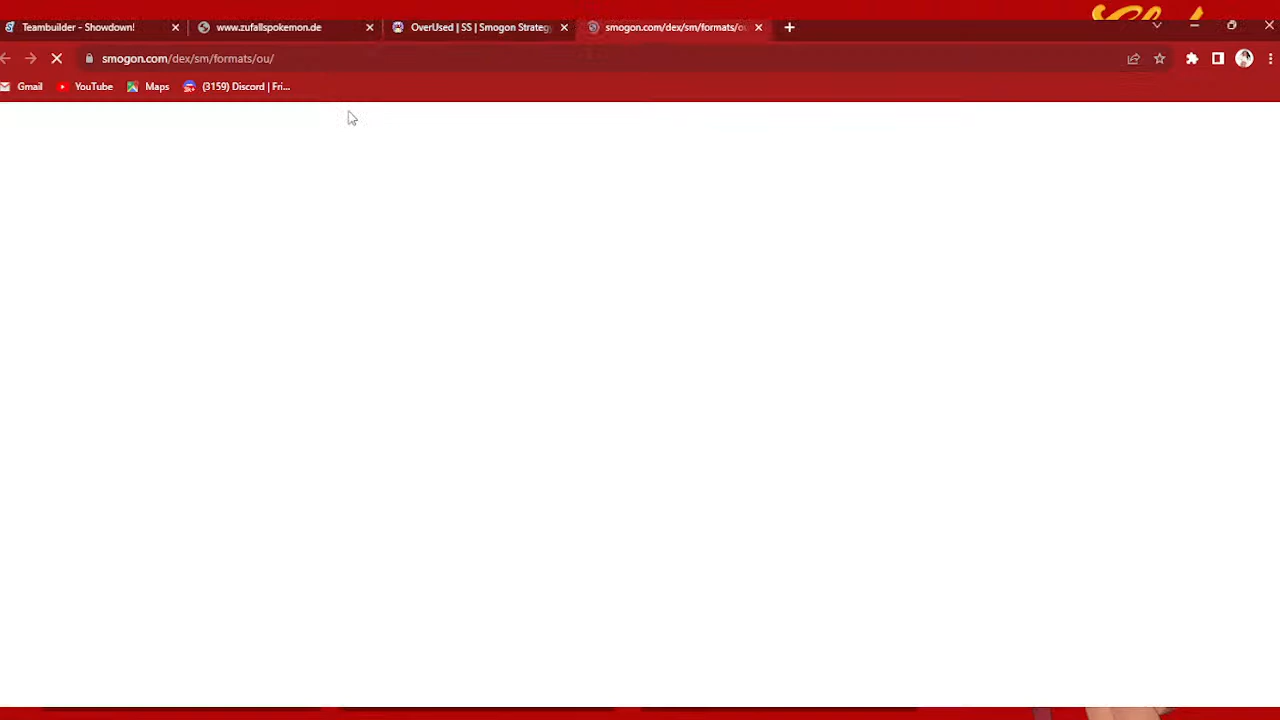 Teambuilder - Showdown!
www.zufallspokemon.de
OverUsed | SS | Smogon Strateg
smogon.com/dex/sm/formats/o
smogon.com/dex/sm/formats/ou/
Gmail
YouTube
Maps
(3159) Discord | Fri...